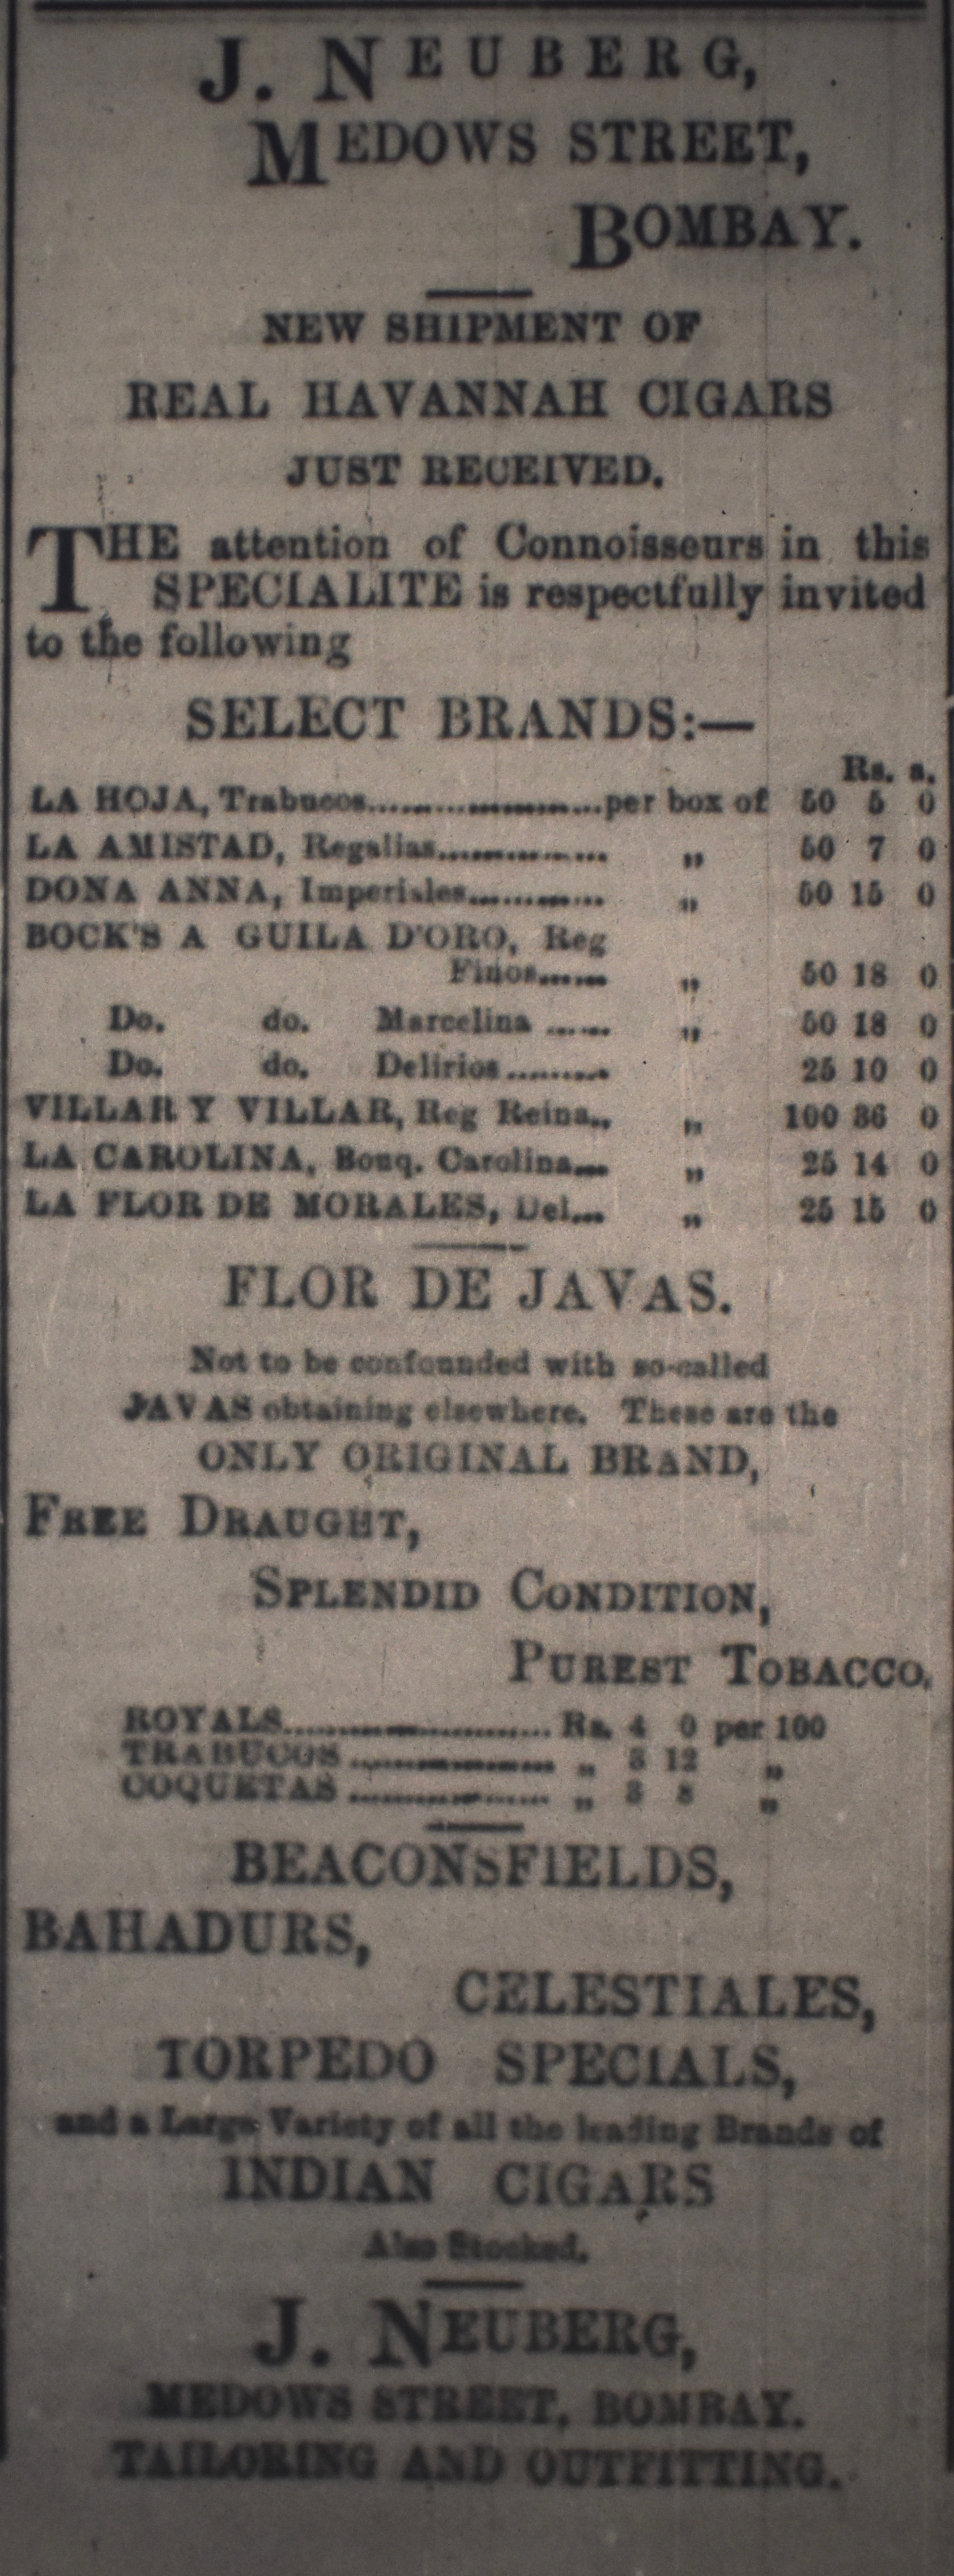 J. NEUBERG,
MEDOWS STREET,
BOMBAY.
NEW SHIPMENT OF
REAL HAVANNAH CIGARS
JUST RECEIVED.
THE attention of Connoisseurs in this
SPECIALITE is respectfully invited
to the following
SELECT BRANDS:—
Rs. a.
LA HOJA, Trabucos..............................per box of 50 5 0
LA AMISTAD, Regalias.................. „ 50 7 0
DONA ANNA, Imperiales............... „ 50 15 0
BOCK'S A GUILA D'ORO, Reg
Finos....... „ 50 18 0
Do. do. Marcelina ...... „ 50 18 0
Do. do. Delirios......... 25 10 0
VILLAR Y VILLAR, Reg Reina.. „ 100 36 0
LA CAROLINA, Bouq. Carolina.... „ 25 14 0
LA FLOR DE MORALES, Del.... „ 25 15 0
FLOR DE JAVAS.
Not to be confounded with so-called
JAVAS obtaining elsewhere. These are the
ONLY ORIGINAL BRAND,
FREE DRAUGHT,
SPLENDID CONDITION,
PUREST TOBACCO.
ROYALS.............................. Rs. 4 0 per 100
TRABUCOS ....................... „ 3 12 „
COQUETAS ....................... „ 3 8 „
BEACONSFIELDS,
BAHADURS,
CELESTIALES,
TORPEDO SPECIALS,
and a Large Variety of all the leading Brands of
INDIAN CIGARS
Also Stocked.
J. NEUBERG,
MEDOWS STREET, BOMBAY.
TAILORING AND OUTFITTING.